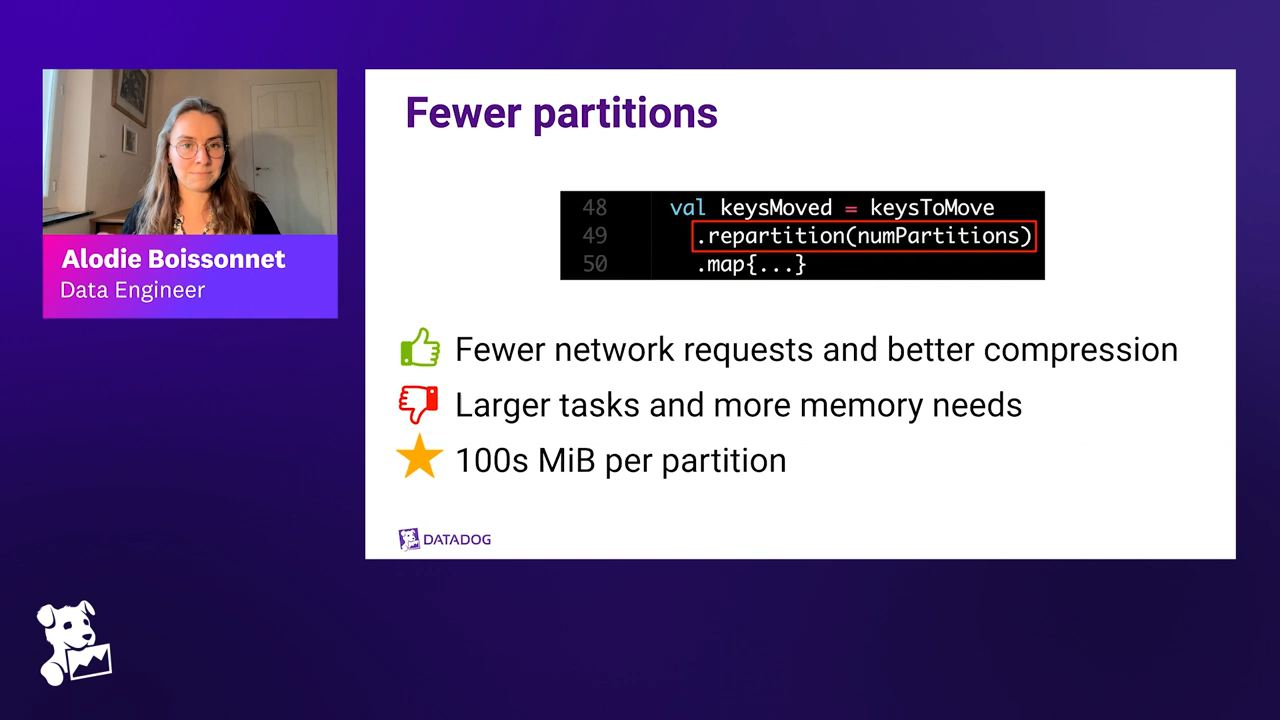 Alodie Boissonnet
Data Engineer
Fewer partitions
48 val keysMoved = keysToMove
49 .repartition(numPartitions)
50 .map{...}
Fewer network requests and better compression
Larger tasks and more memory needs
100s MiB per partition
DATADOG